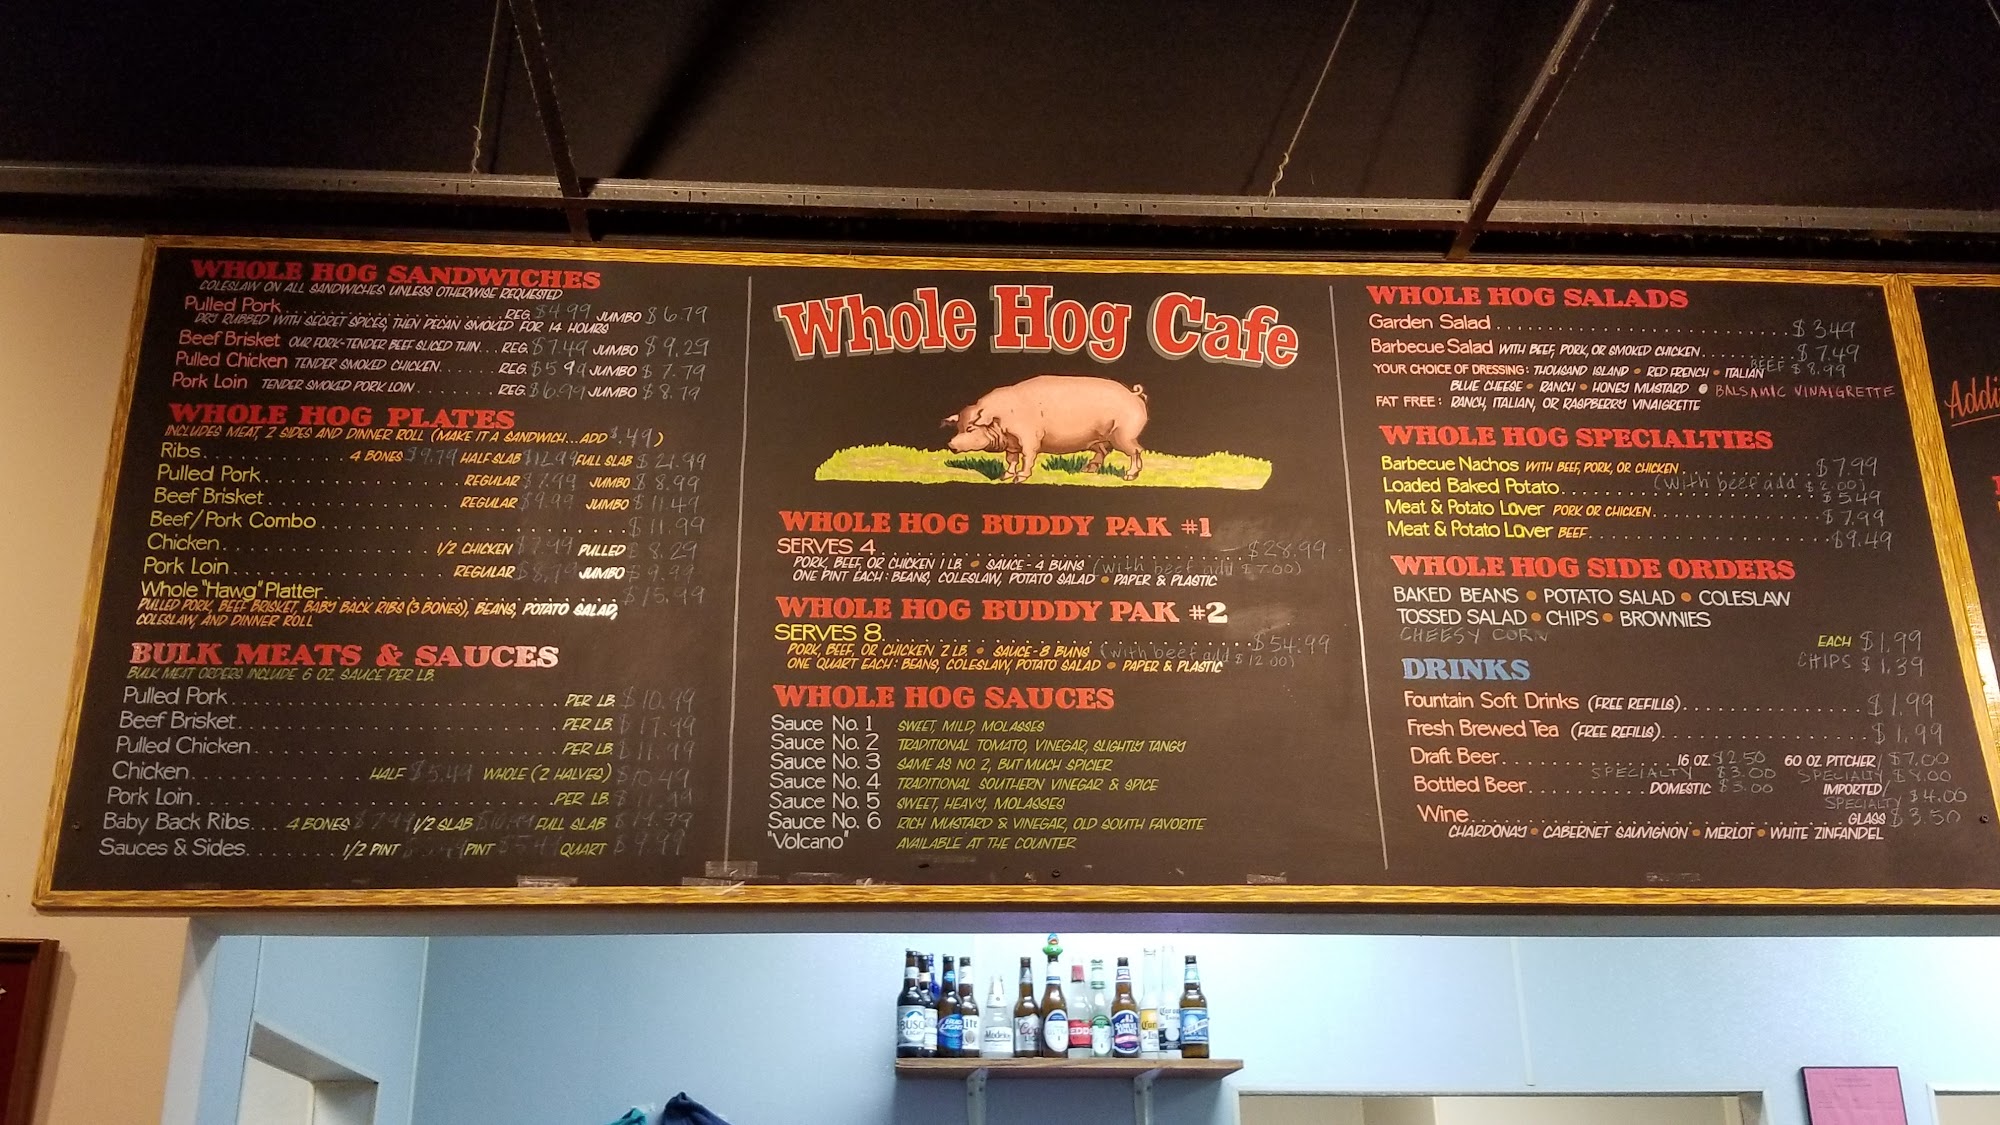 WHOLE HOG SANDWICHES
COLESLAW ON ALL SANDWICHES UNLESS OTHERWISE REQUESTED
Pulled Pork REG. $4.99 JUMBO $6.79
DRY RUBBED WITH SECRET SPICES, THEN PECAN SMOKED FOR 14 HOURS
Beef Brisket OUR FORK-TENDER BEEF SLICED THIN... REG. $7.49 JUMBO $9.29
Pulled Chicken TENDER SMOKED CHICKEN REG. $5.99 JUMBO $7.79
Pork Loin TENDER SMOKED PORK LOIN REG. $6.99 JUMBO $8.79
WHOLE HOG PLATES
INCLUDES MEAT, 2 SIDES AND DINNER ROLL (MAKE IT A SANDWICH...ADD $.49)
Ribs 4 BONES $9.79 HALF SLAB $12.99 FULL SLAB $21.99
Pulled Pork REGULAR $7.99 JUMBO $8.99
Beef Brisket REGULAR $9.99 JUMBO $11.49
Beef/Pork Combo $11.99
Chicken 1/2 CHICKEN $7.99 PULLED $8.29
Pork Loin REGULAR $8.79 JUMBO $9.99
Whole "Hawg" Platter $15.99
PULLED PORK, BEEF BRISKET, BABY BACK RIBS (3 BONES), BEANS, POTATO SALAD,
COLESLAW, AND DINNER ROLL
BULK MEATS & SAUCES
BULK MEAT ORDERS INCLUDE 6 OZ. SAUCE PER LB.
Pulled Pork PER LB. $10.99
Beef Brisket PER LB. $17.99
Pulled Chicken PER LB. $11.99
Chicken HALF $5.49 WHOLE (2 HALVES) $10.49
Pork Loin PER LB. $11.49
Baby Back Ribs... 4 BONES $7.99 1/2 SLAB $10.99 FULL SLAB $19.99
Sauces & Sides 1/2 PINT PINT $5.49 QUART $9.99
Whole Hog Cafe
WHOLE HOG BUDDY PAK #1
SERVES 4 $28.99
PORK, BEEF, OR CHICKEN 1 LB. • SAUCE - 4 BUNS (with beef add $7.00)
ONE PINT EACH: BEANS, COLESLAW, POTATO SALAD • PAPER & PLASTIC
WHOLE HOG BUDDY PAK #2
SERVES 8 $54.99
PORK, BEEF, OR CHICKEN 2 LB. • SAUCE - 8 BUNS (with beef add $12.00)
ONE QUART EACH: BEANS, COLESLAW, POTATO SALAD • PAPER & PLASTIC
WHOLE HOG SAUCES
Sauce No. 1 SWEET, MILD, MOLASSES
Sauce No. 2 TRADITIONAL TOMATO, VINEGAR, SLIGHTLY TANGY
Sauce No. 3 SAME AS NO. 2, BUT MUCH SPICIER
Sauce No. 4 TRADITIONAL SOUTHERN VINEGAR & SPICE
Sauce No. 5 SWEET, HEAVY, MOLASSES
Sauce No. 6 RICH MUSTARD & VINEGAR, OLD SOUTH FAVORITE
"Volcano" AVAILABLE AT THE COUNTER
WHOLE HOG SALADS
Garden Salad $3.49
Barbecue Salad WITH BEEF, PORK, OR SMOKED CHICKEN $7.49
BEEF $8.99
YOUR CHOICE OF DRESSING: THOUSAND ISLAND • RED FRENCH • ITALIAN
BLUE CHEESE • RANCH • HONEY MUSTARD • BALSAMIC VINAIGRETTE
FAT FREE: RANCH, ITALIAN, OR RASPBERRY VINAIGRETTE
WHOLE HOG SPECIALTIES
Barbecue Nachos WITH BEEF, PORK, OR CHICKEN $7.99
(with beef add $2.00)
Loaded Baked Potato $5.49
Meat & Potato Lover PORK OR CHICKEN $7.99
Meat & Potato Lover BEEF $9.49
WHOLE HOG SIDE ORDERS
BAKED BEANS • POTATO SALAD • COLESLAW
TOSSED SALAD • CHIPS • BROWNIES
CHEESY CORN EACH $1.99
CHIPS $1.39
DRINKS
Fountain Soft Drinks (FREE REFILLS) $1.99
Fresh Brewed Tea (FREE REFILLS) $1.99
Draft Beer 16 OZ. $2.50 60 OZ PITCHER/ $7.00
SPECIALTY $3.00 SPECIALTY $9.00
Bottled Beer DOMESTIC $3.00 IMPORTED/
SPECIALTY $4.00
Wine GLASS $3.50
CHARDONAY • CABERNET SAUVIGNON • MERLOT • WHITE ZINFANDEL
Addi
BUSCH
LIGHT
BUD
LIGHT
Lite
Modelo
Coors
REDDS
SAMUEL
ADAMS
Corona